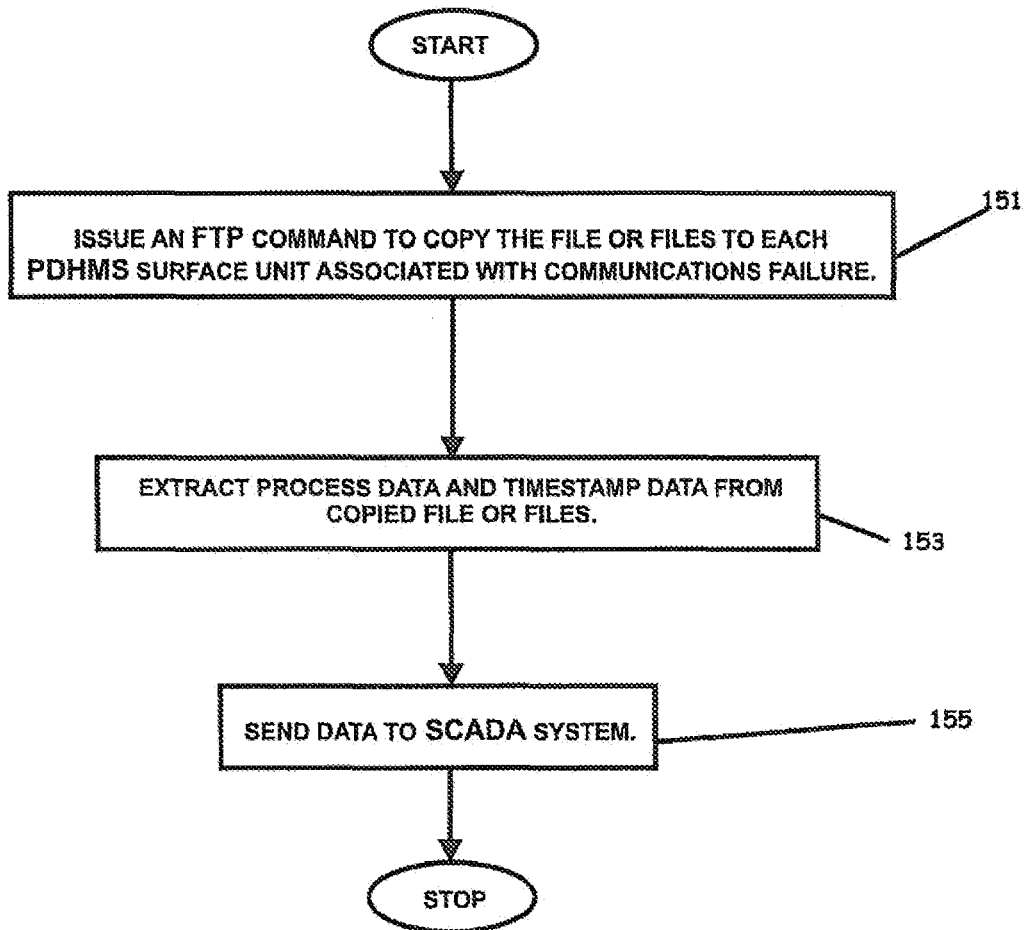 START
151
ISSUE AN FTP COMMAND TO COPY THE FILE OR FILES TO EACH
PDHMS SURFACE UNIT ASSOCIATED WITH COMMUNICATIONS FAILURE.
EXTRACT PROCESS DATA AND TIMESTAMP DATA FROM
COPIED FILE OR FILES.
153
SEND DATA TO SCADA SYSTEM.
155
STOP